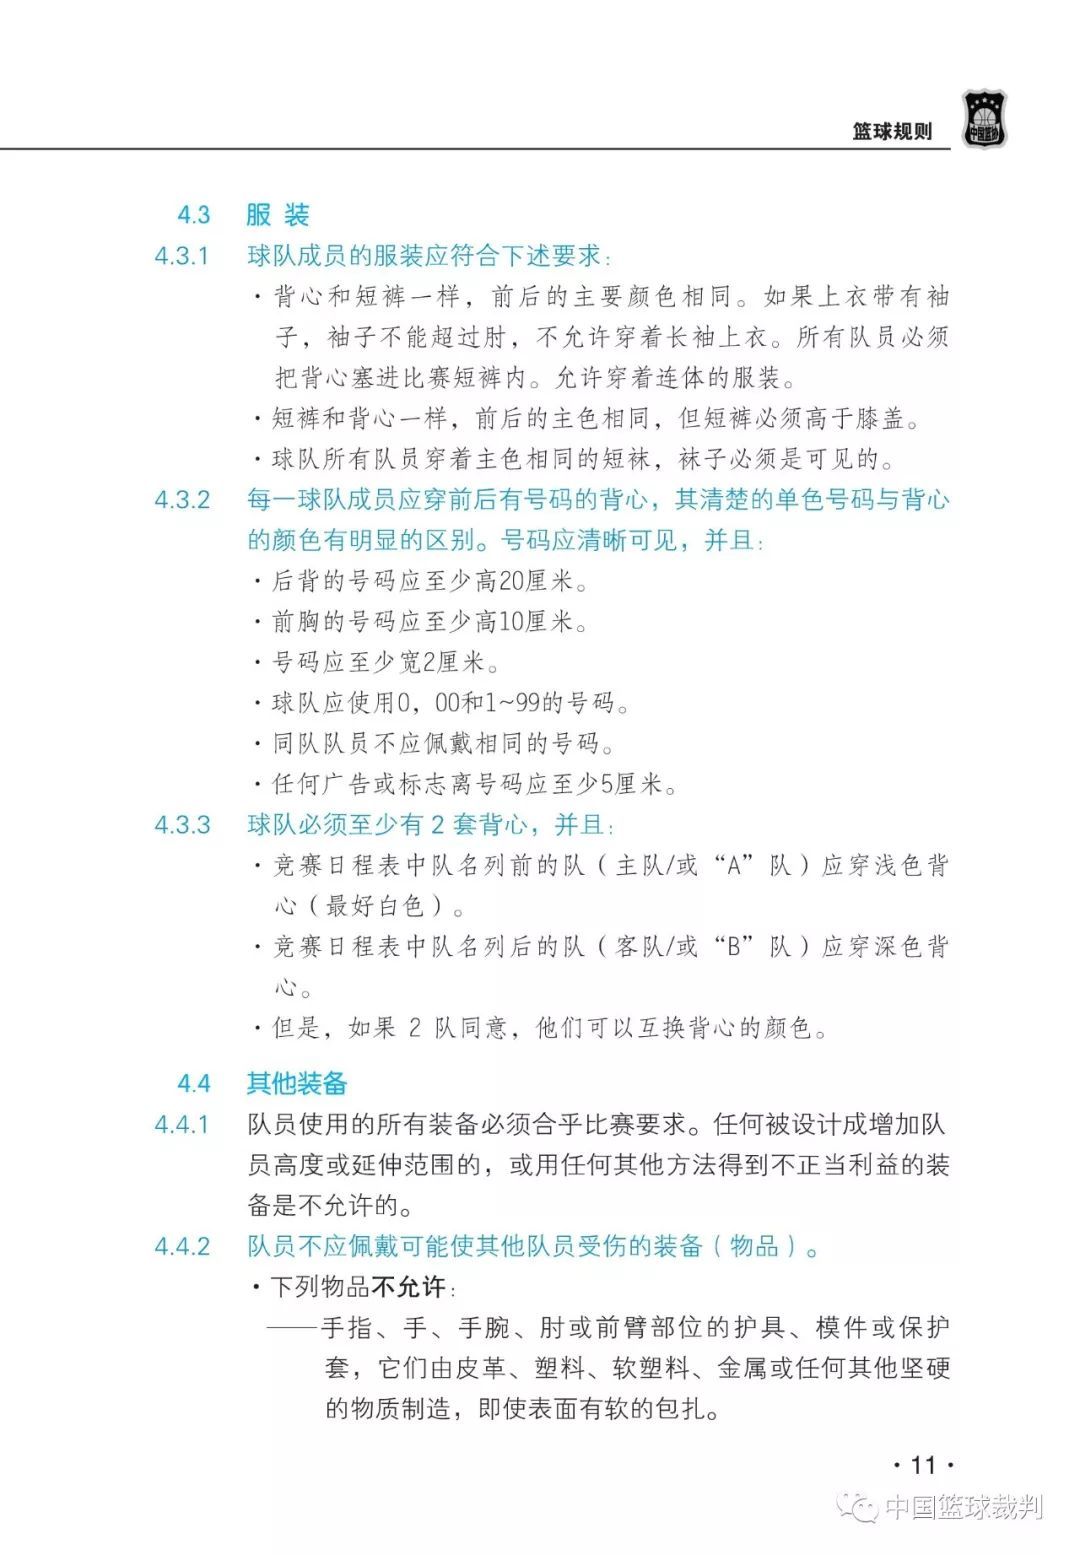 篮球规则
中国篮协
4.3 服 装
4.3.1 球队成员的服装应符合下述要求：
·背心和短裤一样，前后的主要颜色相同。如果上衣带有袖
子，袖子不能超过肘，不允许穿着长袖上衣。所有队员必须
把背心塞进比赛短裤内。允许穿着连体的服装。
·短裤和背心一样，前后的主色相同，但短裤必须高于膝盖。
·球队所有队员穿着主色相同的短袜，袜子必须是可见的。
4.3.2 每一球队成员应穿前后有号码的背心，其清楚的单色号码与背心
的颜色有明显的区别。号码应清晰可见，并且：
·后背的号码应至少高20厘米。
·前胸的号码应至少高10厘米。
·号码应至少宽2厘米。
·球队应使用0，00和1~99的号码。
·同队队员不应佩戴相同的号码。
·任何广告或标志离号码应至少5厘米。
4.3.3 球队必须至少有 2 套背心，并且：
·竞赛日程表中队名列前的队（主队/或“A”队）应穿浅色背
心（最好白色）。
·竞赛日程表中队名列后的队（客队/或“B”队）应穿深色背
心。
·但是，如果 2 队同意，他们可以互换背心的颜色。
4.4 其他装备
4.4.1 队员使用的所有装备必须合乎比赛要求。任何被设计成增加队
员高度或延伸范围的，或用任何其他方法得到不正当利益的装
备是不允许的。
4.4.2 队员不应佩戴可能使其他队员受伤的装备（物品）。
·下列物品不允许：
——手指、手、手腕、肘或前臂部位的护具、模件或保护
套，它们由皮革、塑料、软塑料、金属或任何其他坚硬
的物质制造，即使表面有软的包扎。
·11·
中国篮球裁判